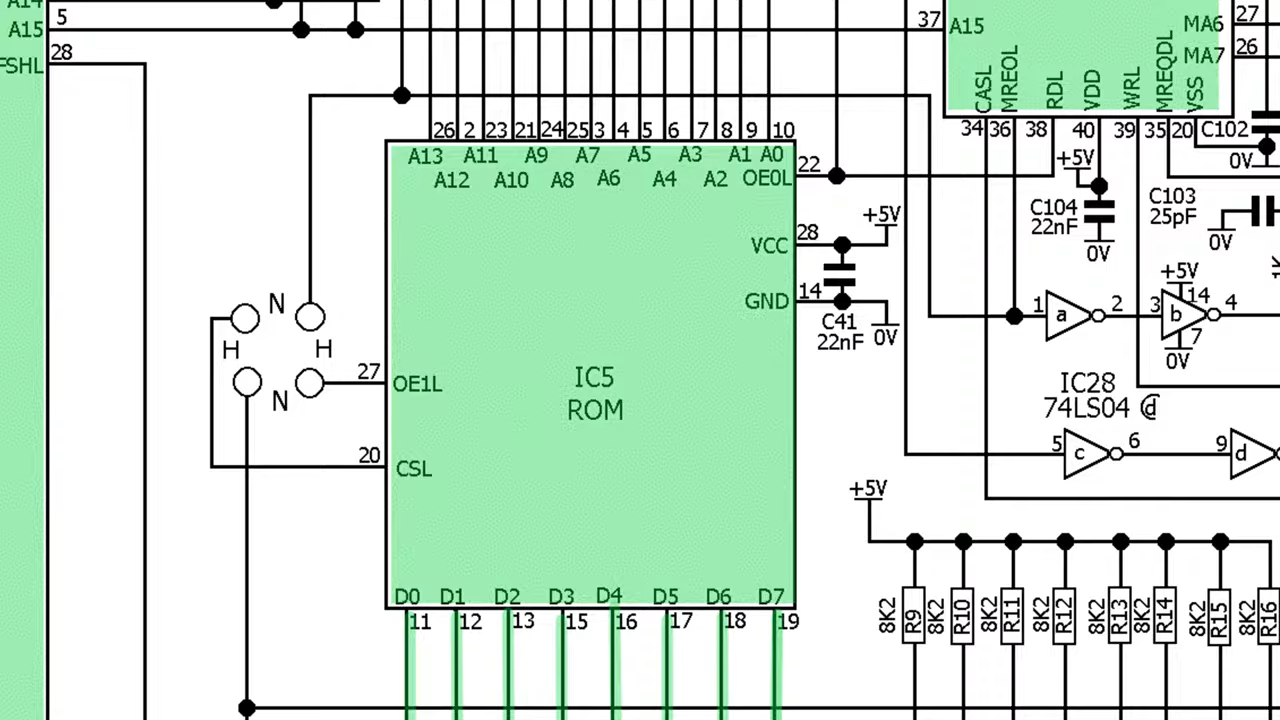 A14
5
A15
28
FSHL
37 A15
MA6 27
MA7 26
CASL MREOL RDL VDD WRL MREQDL VSS
34 36 38 40 39 35 20
C102
0V
26 2 23 21 24 25 3 4 5 6 7 8 9 10
A13 A11 A9 A7 A5 A3 A1 A0
A12 A10 A8 A6 A4 A2 OE0L
22
+5V
C104
22nF
0V
C103
25pF
0V
VCC 28
+5V
GND 14
C41
22nF 0V
N
H H
N
27 OE1L
20 CSL
IC5
ROM
1 a 2
+5V
3 b 14 4
7
0V
IC28
74LS04 @
5 c 6
9 d
+5V
D0 D1 D2 D3 D4 D5 D6 D7
11 12 13 15 16 17 18 19
8K2 R9
8K2 R10
8K2 R11
8K2 R12
8K2 R13
8K2 R14
8K2 R15
8K2 R16